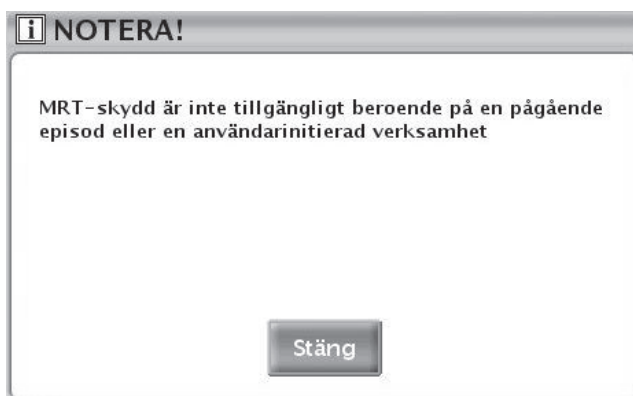 i NOTERA!
MRT-skydd är inte tillgängligt beroende på en pågående
episod eller en användarinitierad verksamhet
Stäng